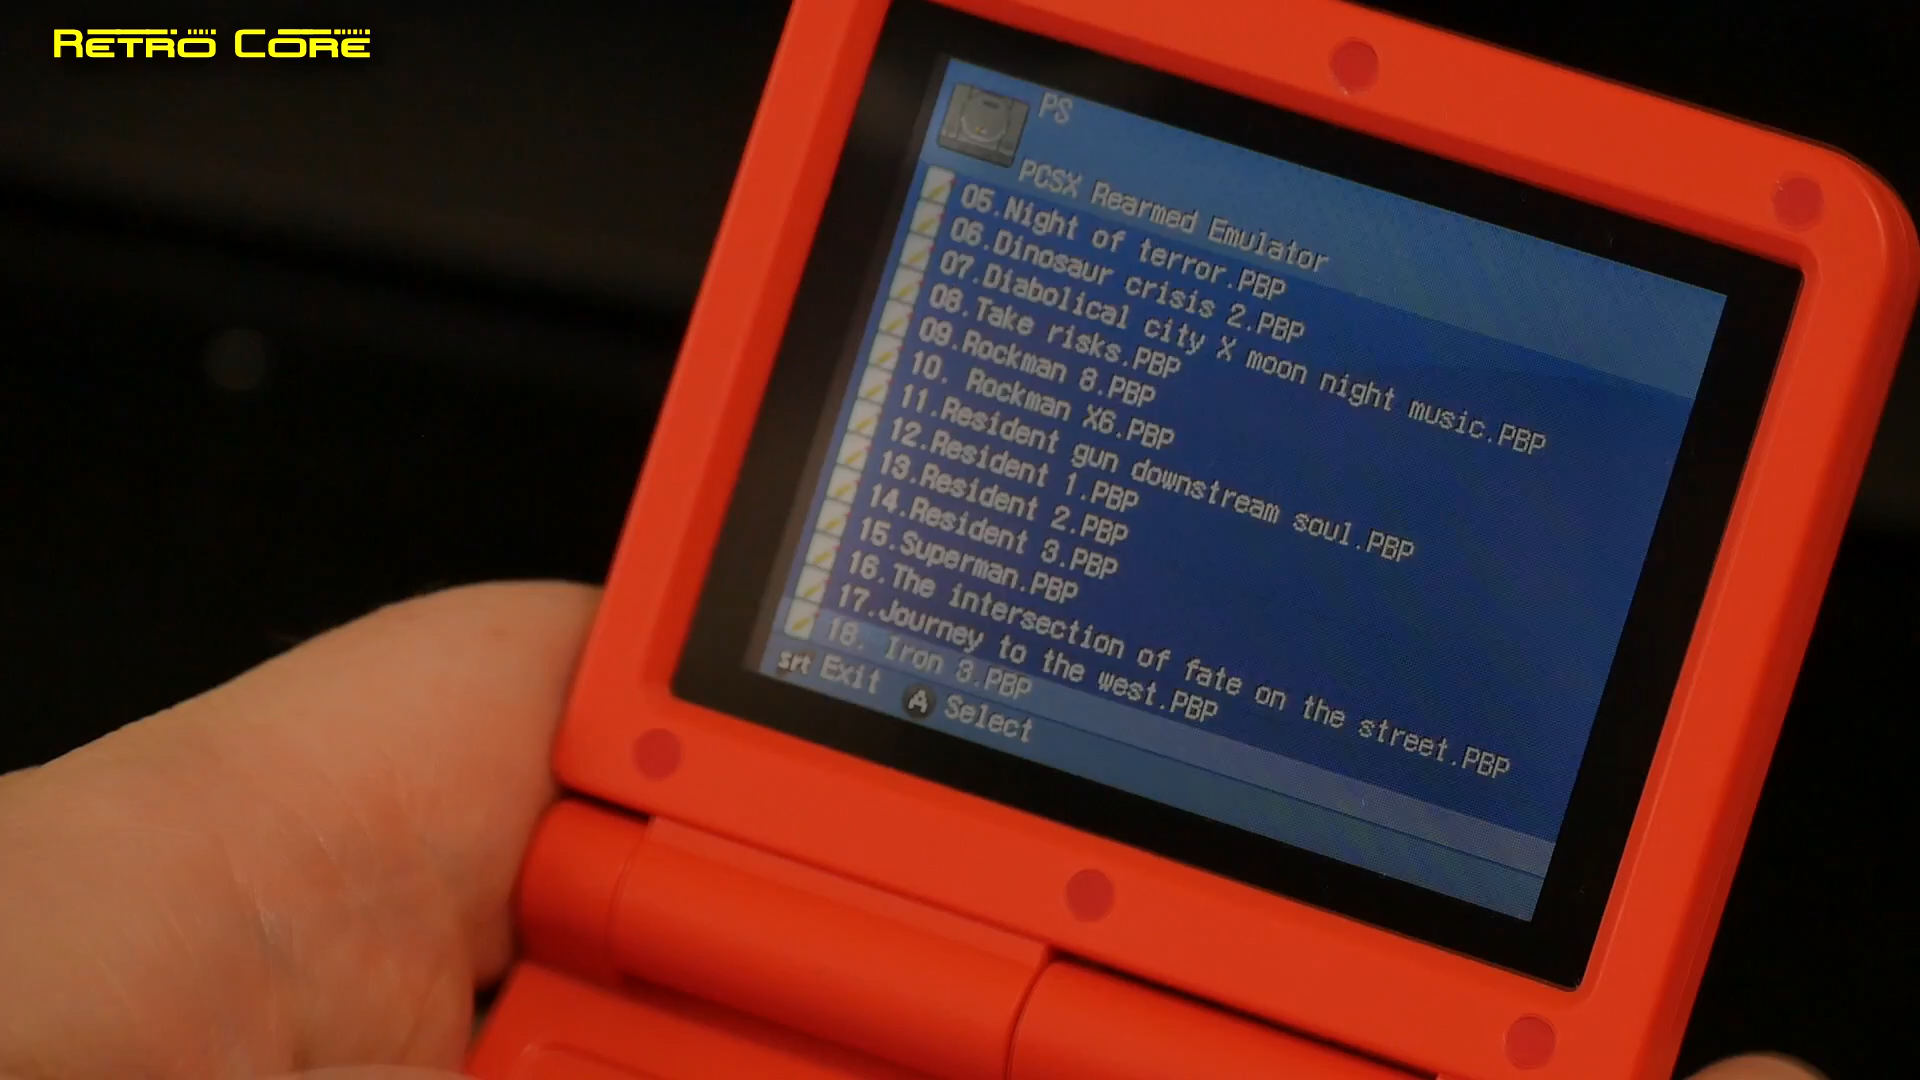 RETRO CORE
PS
PCSX Rearmed Emulator
05.Night of terror.PBP
06.Dinosaur crisis 2.PBP
07.Diabolical city X moon night music.PBP
08.Take risks.PBP
09.Rockman 8.PBP
10. Rockman X6.PBP
11.Resident gun downstream soul.PBP
12.Resident 1.PBP
13.Resident 2.PBP
14.Resident 3.PBP
15.Superman.PBP
16.The intersection of fate on the street.PBP
17.Journey to the west.PBP
18. Iron 3.PBP
srt Exit A Select